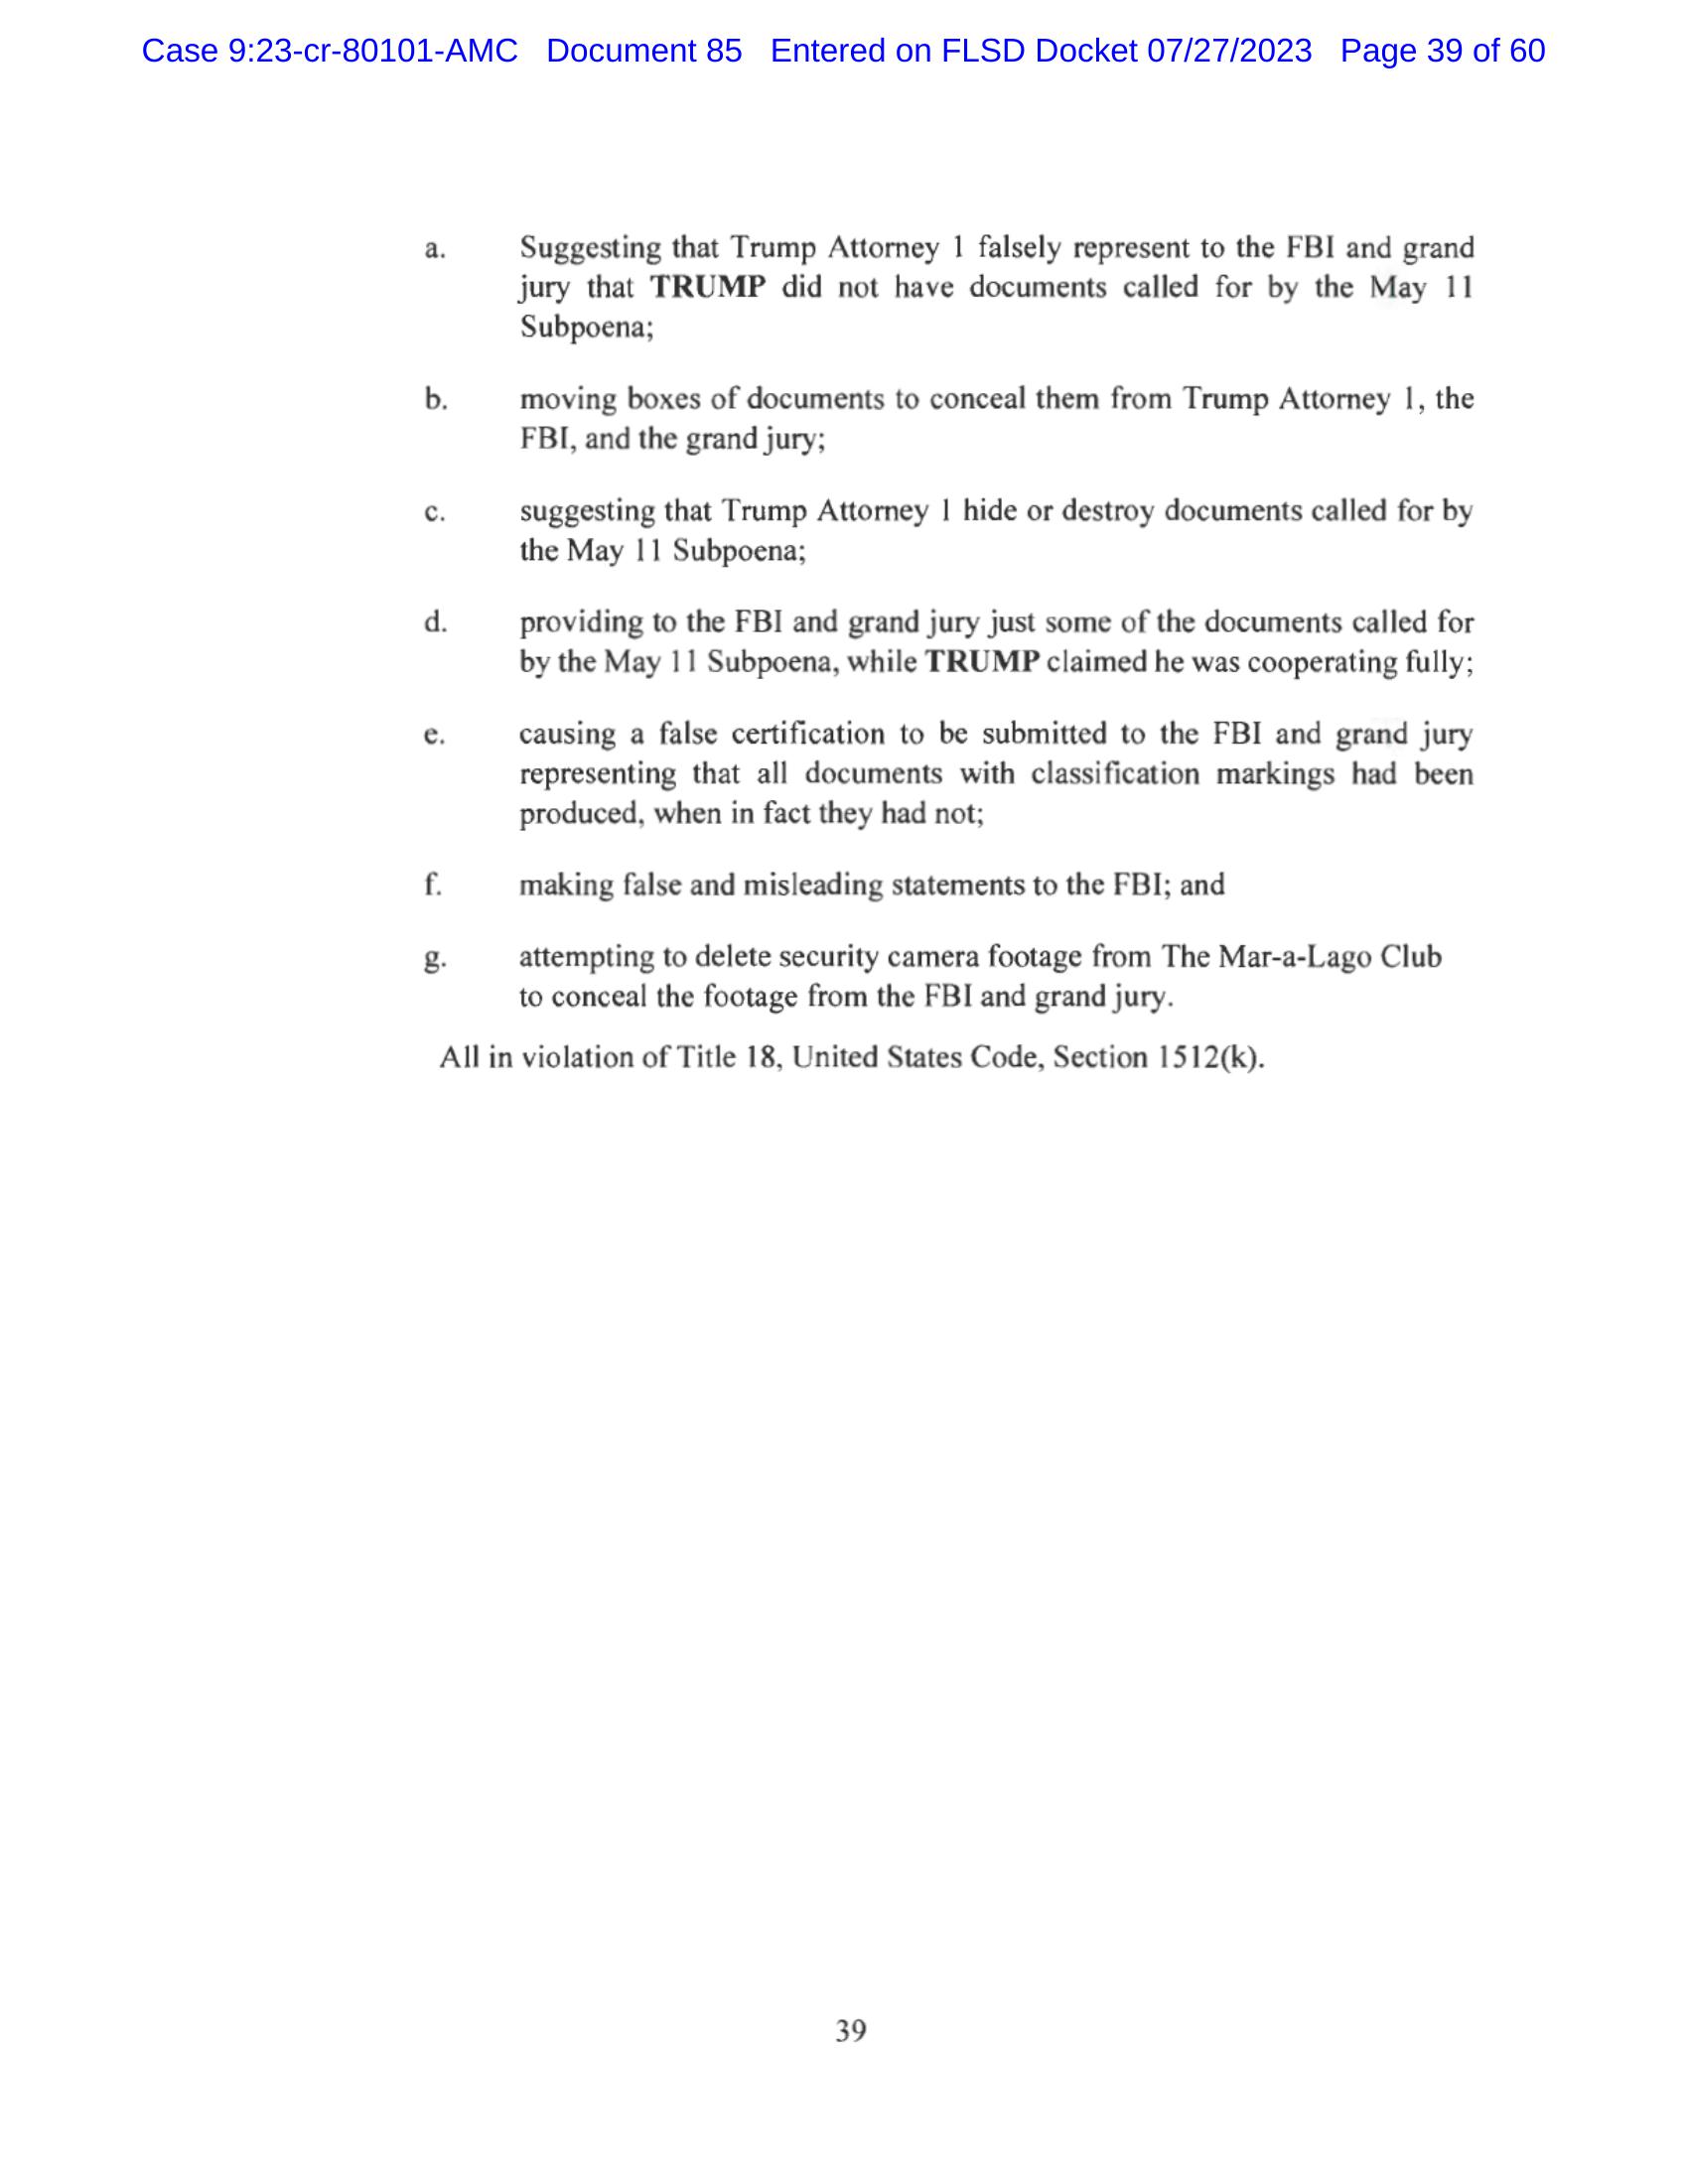 Case 9:23-cr-80101-AMC Document 85 Entered on FLSD Docket 07/27/2023 Page 39 of 60
a. Suggesting that Trump Attorney 1 falsely represent to the FBI and grand
jury that TRUMP did not have documents called for by the May 11
Subpoena;
b. moving boxes of documents to conceal them from Trump Attorney 1, the
FBI, and the grand jury;
c. suggesting that Trump Attorney 1 hide or destroy documents called for by
the May 11 Subpoena;
d. providing to the FBI and grand jury just some of the documents called for
by the May 11 Subpoena, while TRUMP claimed he was cooperating fully;
e. causing a false certification to be submitted to the FBI and grand jury
representing that all documents with classification markings had been
produced, when in fact they had not;
f. making false and misleading statements to the FBI; and
g. attempting to delete security camera footage from The Mar-a-Lago Club
to conceal the footage from the FBI and grand jury.
All in violation of Title 18, United States Code, Section 1512(k).
39